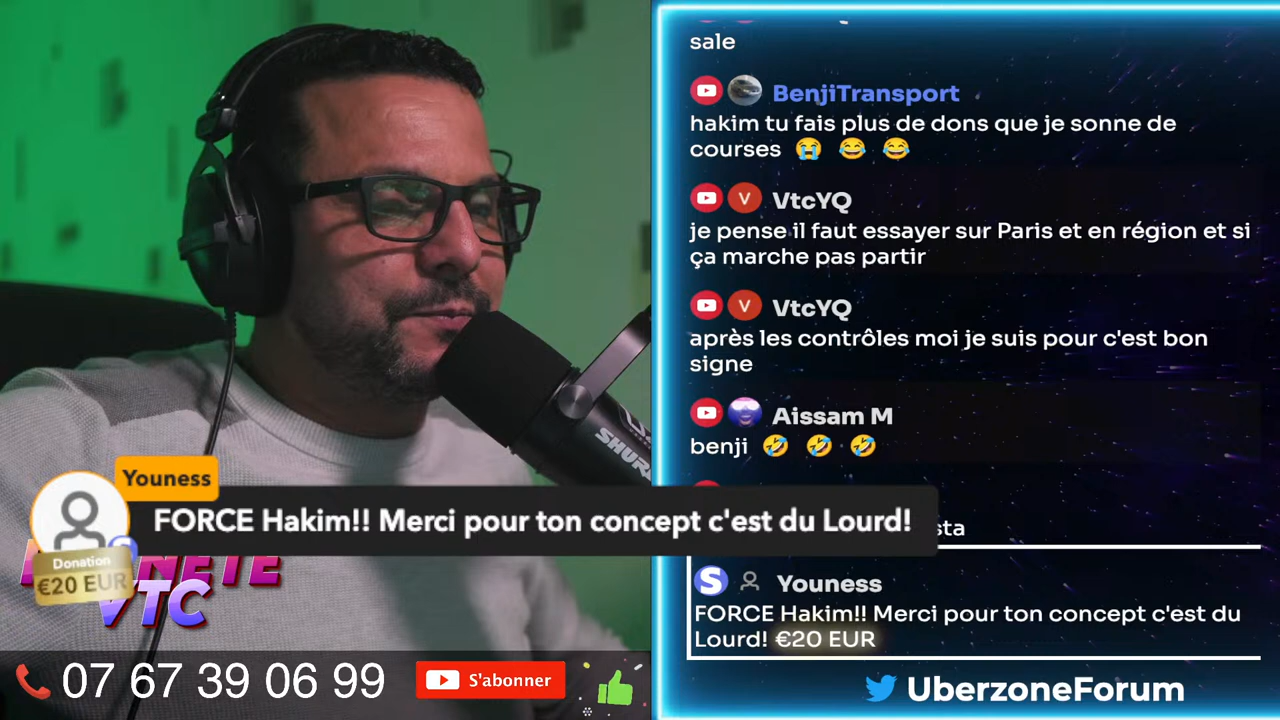 sale
BenjiTransport
hakim tu fais plus de dons que je sonne de
courses 😭 😂 😂
V VtcYQ
je pense il faut essayer sur Paris et en région et si
ça marche pas partir
V VtcYQ
après les contrôles moi je suis pour c'est bon
signe
Aissam M
benji 🤣 🤣 🤣
sta
S Youness
FORCE Hakim!! Merci pour ton concept c'est du
Lourd! €20 EUR
UberzoneForum
SHURE
Youness
FORCE Hakim!! Merci pour ton concept c'est du Lourd!
Donation
€20 EUR
VTC
07 67 39 06 99
S'abonner